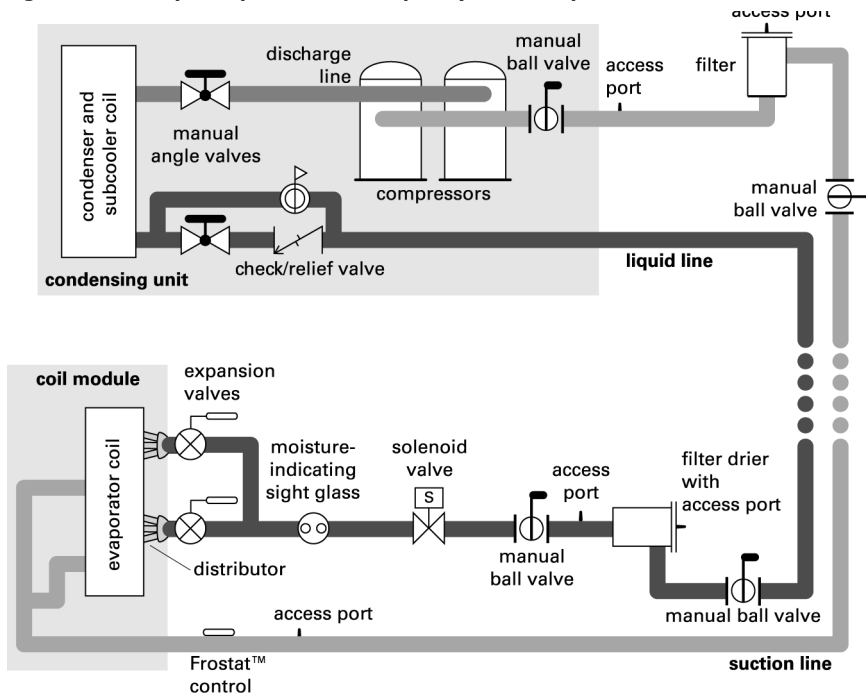 access port
discharge
line
manual
ball valve
access
port
filter
condenser and
subcooler coil
manual
angle valves
compressors
manual
ball valve
check/relief valve
condensing unit
liquid line
coil module
expansion
valves
evaporator coil
moisture-
indicating
sight glass
solenoid
valve
S
access
port
filter drier
with
access port
distributor
manual
ball valve
manual ball valve
access port
Frostat™
control
suction line